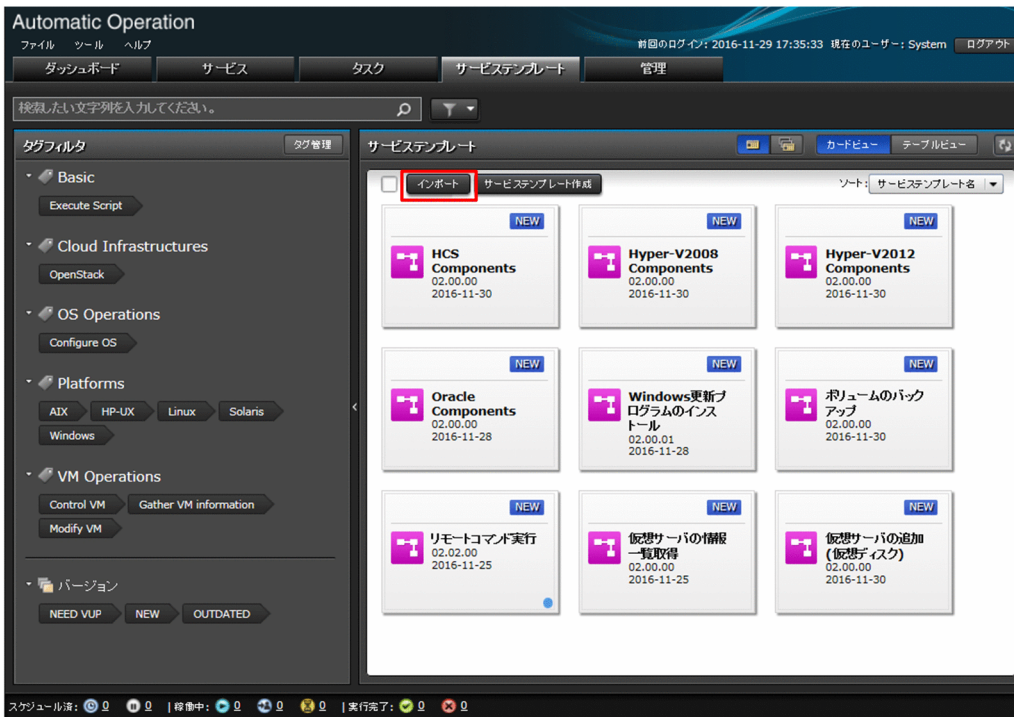 Automatic Operation
ファイル ツール ヘルプ
前回のログイン: 2016-11-29 17:35:33 現在のユーザー: System ログアウト
ダッシュボード サービス タスク サービステンプレート 管理
検索したい文字列を入力してください。
タグフィルタ タグ管理
サービステンプレート カードビュー テーブルビュー
Basic
Execute Script
Cloud Infrastructures
OpenStack
OS Operations
Configure OS
Platforms
AIX HP-UX Linux Solaris
Windows
VM Operations
Control VM Gather VM information
Modify VM
バージョン
NEED VUP NEW OUTDATED
インポート サービステンプレート作成 ソート: サービステンプレート名
NEW
HCS
Components
02.00.00
2016-11-30
NEW
Hyper-V2008
Components
02.00.00
2016-11-30
NEW
Hyper-V2012
Components
02.00.00
2016-11-30
NEW
Oracle
Components
02.00.00
2016-11-28
NEW
Windows更新プ
ログラムのインス
トール
02.00.01
2016-11-28
NEW
ボリュームのバック
アップ
02.00.00
2016-11-30
NEW
リモートコマンド実行
02.02.00
2016-11-25
NEW
仮想サーバの情報
一覧取得
02.00.00
2016-11-25
NEW
仮想サーバの追加
(仮想ディスク)
02.00.00
2016-11-30
スケジュール済: 0 0 |稼働中: 0 0 0 |実行完了: 0 0